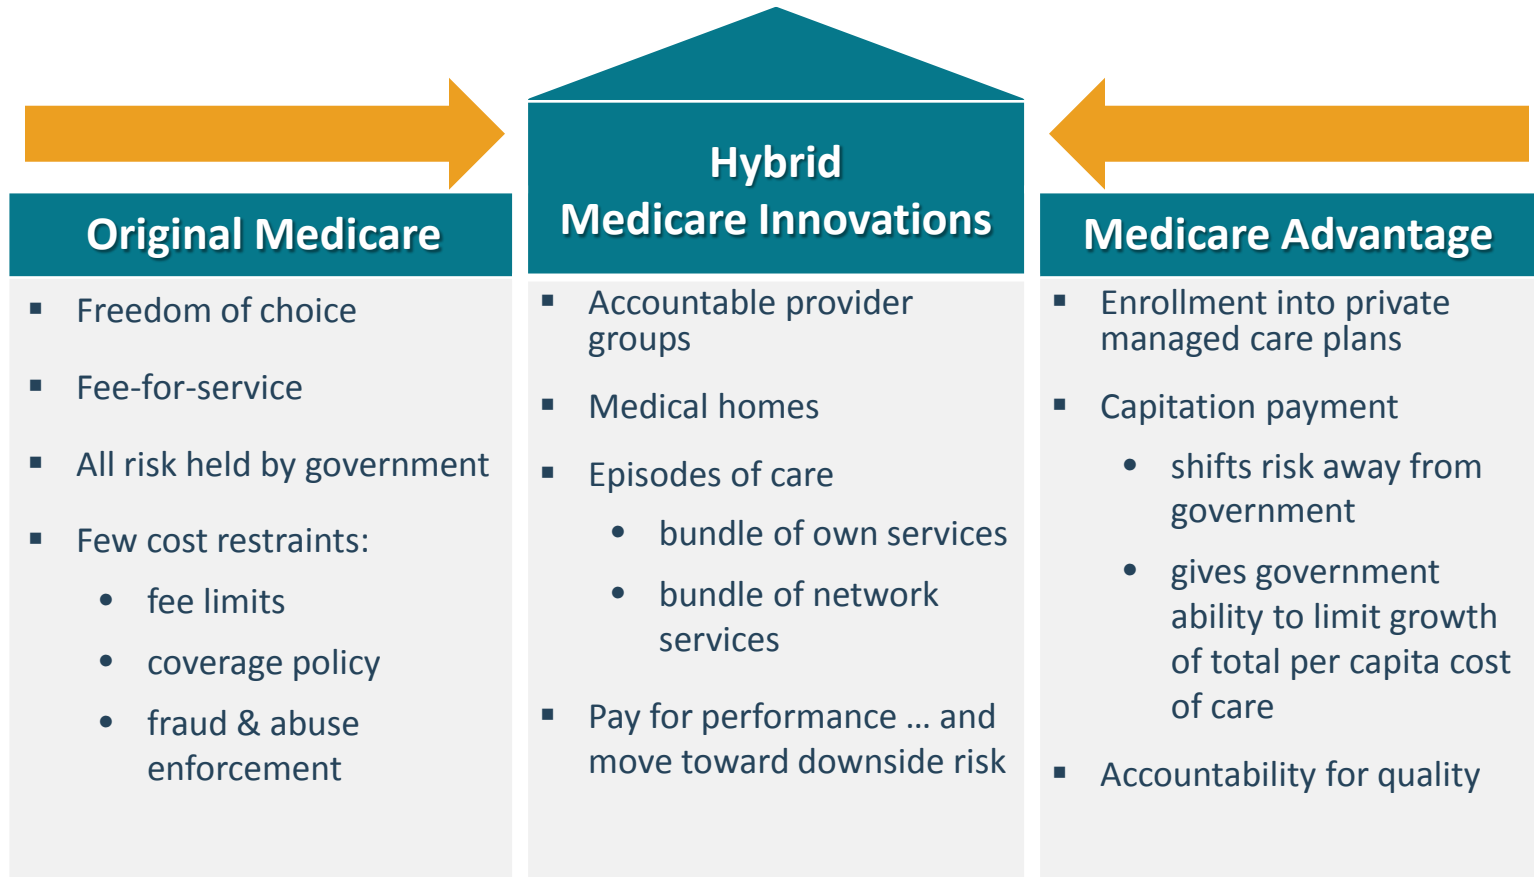 Original Medicare
▪ Freedom of choice
▪ Fee-for-service
▪ All risk held by government
▪ Few cost restraints:
• fee limits
• coverage policy
• fraud & abuse
enforcement
Hybrid
Medicare Innovations
▪ Accountable provider
groups
▪ Medical homes
▪ Episodes of care
• bundle of own services
• bundle of network
services
▪ Pay for performance … and
move toward downside risk
Medicare Advantage
▪ Enrollment into private
managed care plans
▪ Capitation payment
• shifts risk away from
government
• gives government
ability to limit growth
of total per capita cost
of care
▪ Accountability for quality